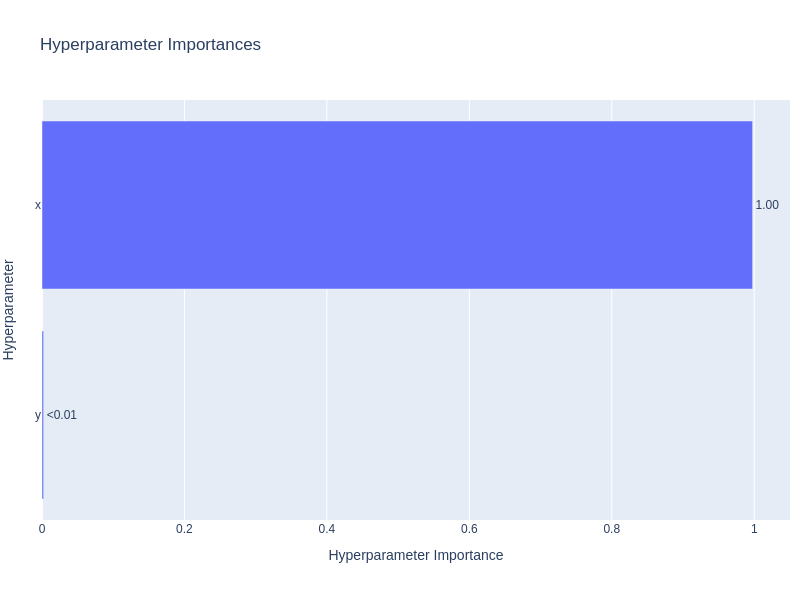 Hyperparameter Importances
Hyperparameter
x
1.00
y
<0.01
0 0.2 0.4 0.6 0.8 1
Hyperparameter Importance